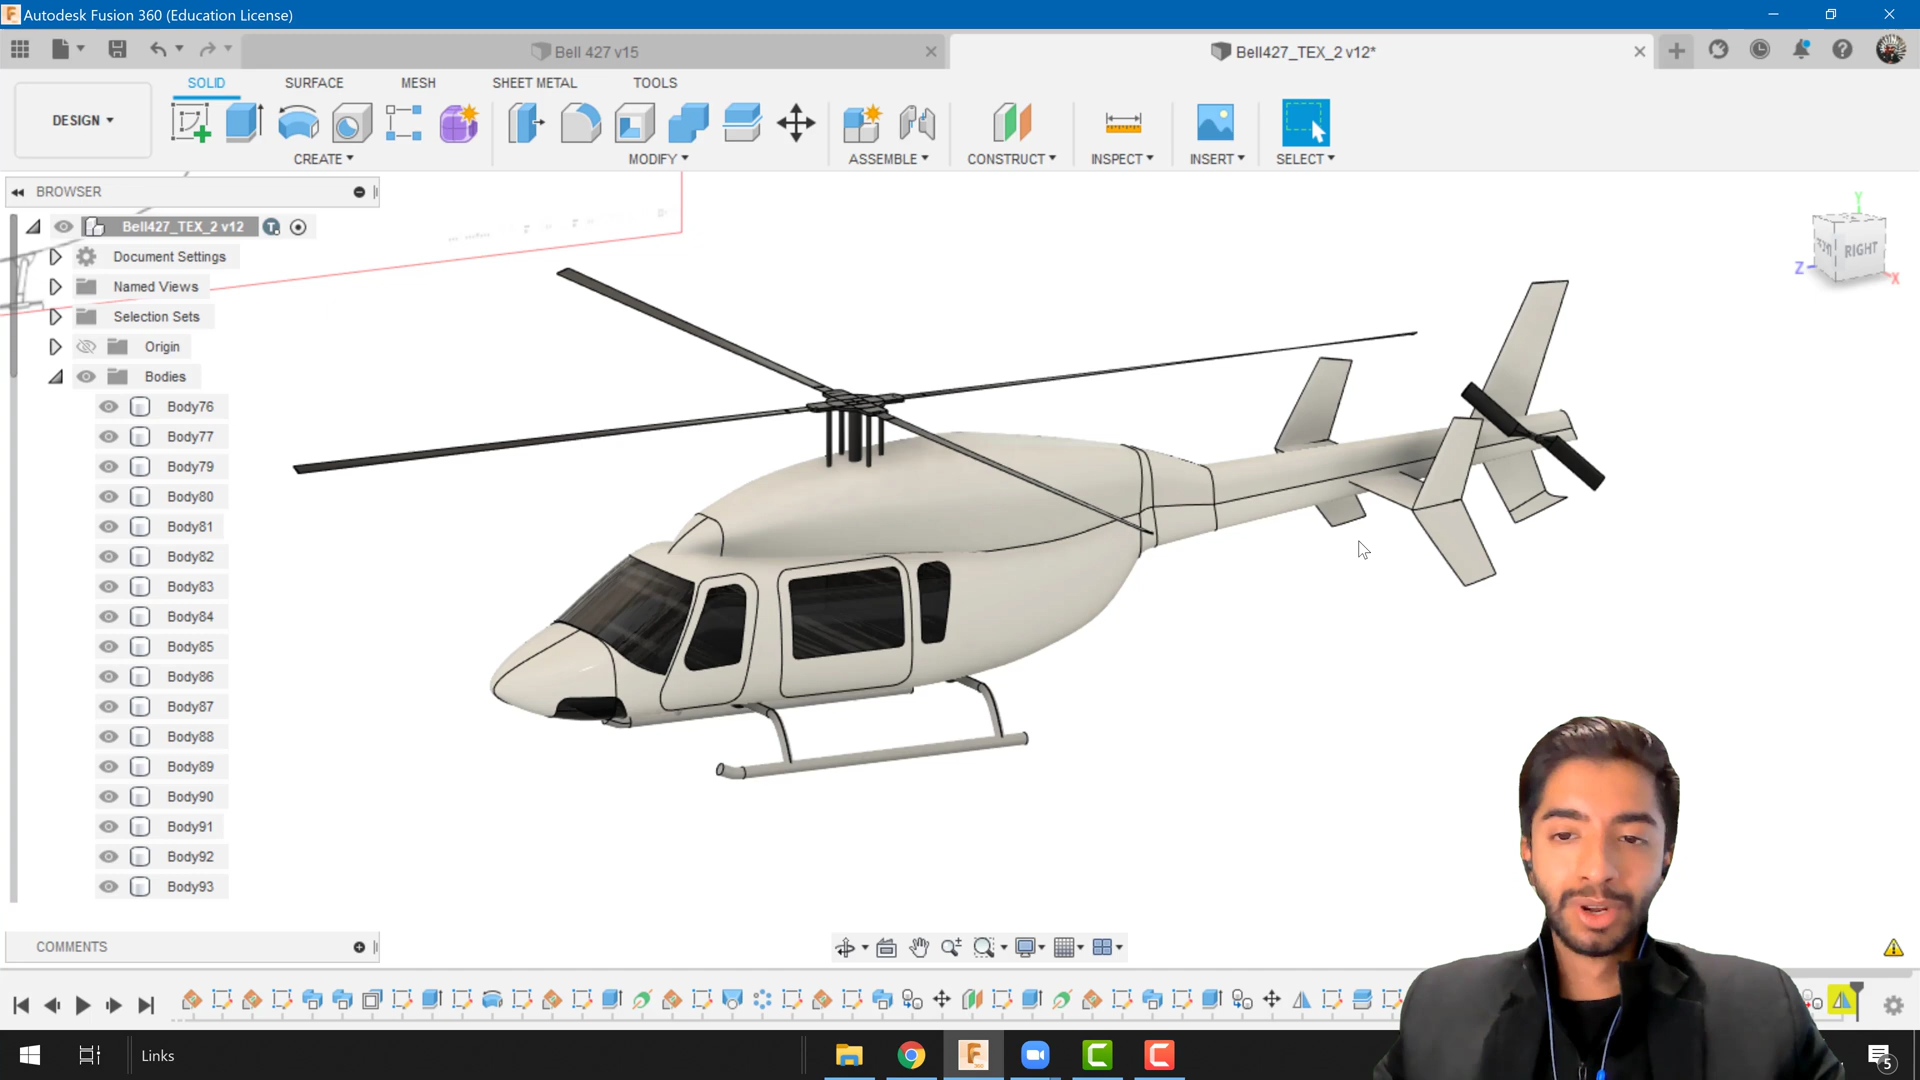 Autodesk Fusion 360 (Education License)
Bell 427 v15
Bell427_TEX_2 v12*
SOLID SURFACE MESH SHEET METAL TOOLS
DESIGN
CREATE MODIFY ASSEMBLE CONSTRUCT INSPECT INSERT SELECT
BROWSER
Bell427_TEX_2 v12
Document Settings
Named Views
Selection Sets
Origin
Bodies
Body76
Body77
Body79
Body80
Body81
Body82
Body83
Body84
Body85
Body86
Body87
Body88
Body89
Body90
Body91
Body92
Body93
Y
RIGHT
Z
X
COMMENTS
Links
5